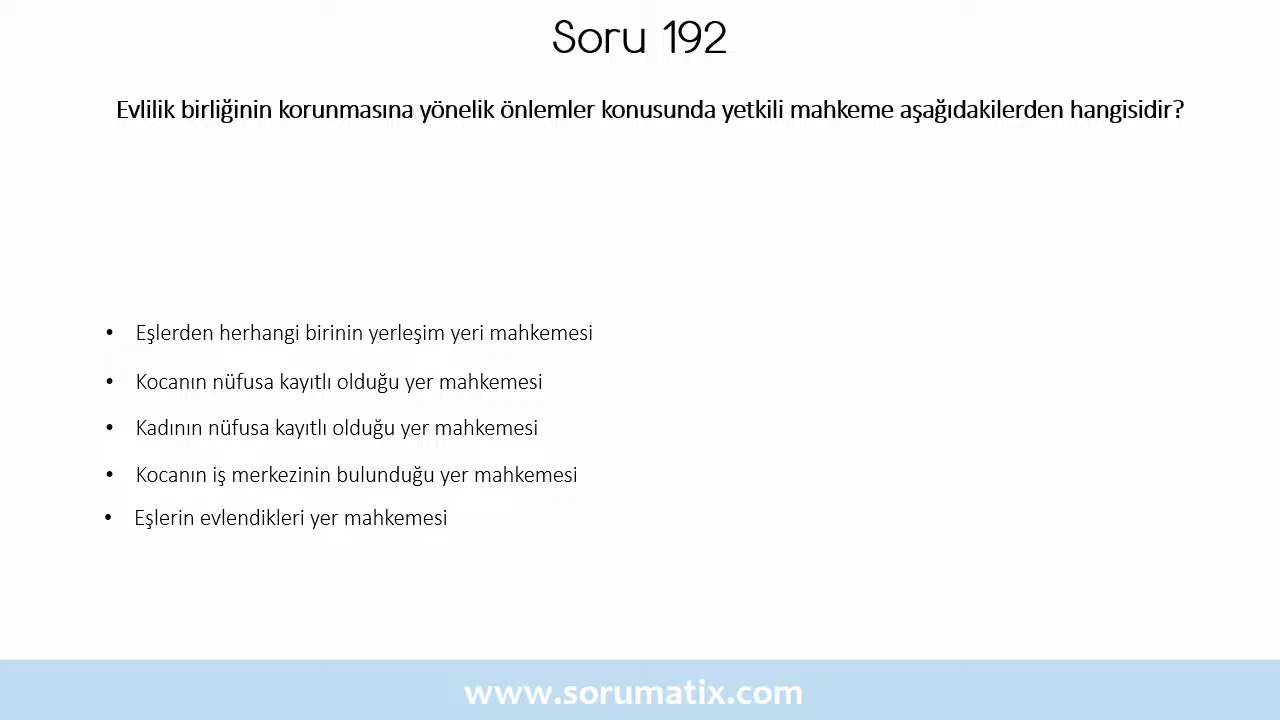 Soru 192
Evlilik birliğinin korunmasına yönelik önlemler konusunda yetkili mahkeme aşağıdakilerden hangisidir?
• Eşlerden herhangi birinin yerleşim yeri mahkemesi
• Kocanın nüfusa kayıtlı olduğu yer mahkemesi
• Kadının nüfusa kayıtlı olduğu yer mahkemesi
• Kocanın iş merkezinin bulunduğu yer mahkemesi
• Eşlerin evlendikleri yer mahkemesi
www.sorumatix.com